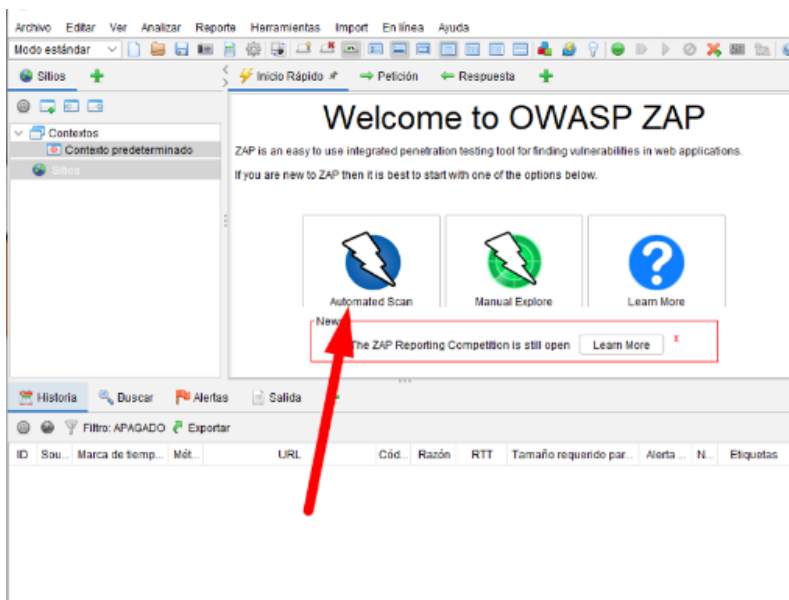 Archivo Editar Ver Analizar Reporte Herramientas Import En línea Ayuda
Modo estándar
Sitios
Inicio Rápido Petición Respuesta
Contextos
Contexto predeterminado
Sitios
Welcome to OWASP ZAP
ZAP is an easy to use integrated penetration testing tool for finding vulnerabilities in web applications.
If you are new to ZAP then it is best to start with one of the options below.
Automated Scan Manual Explore Learn More
New
The ZAP Reporting Competition is still open Learn More x
Historia Buscar Alertas Salida
Filtro: APAGADO Exportar
ID Sou... Marca de tiemp... Mét... URL Cód... Razón RTT Tamaño requerido par... Alerta ... N... Etiquetas